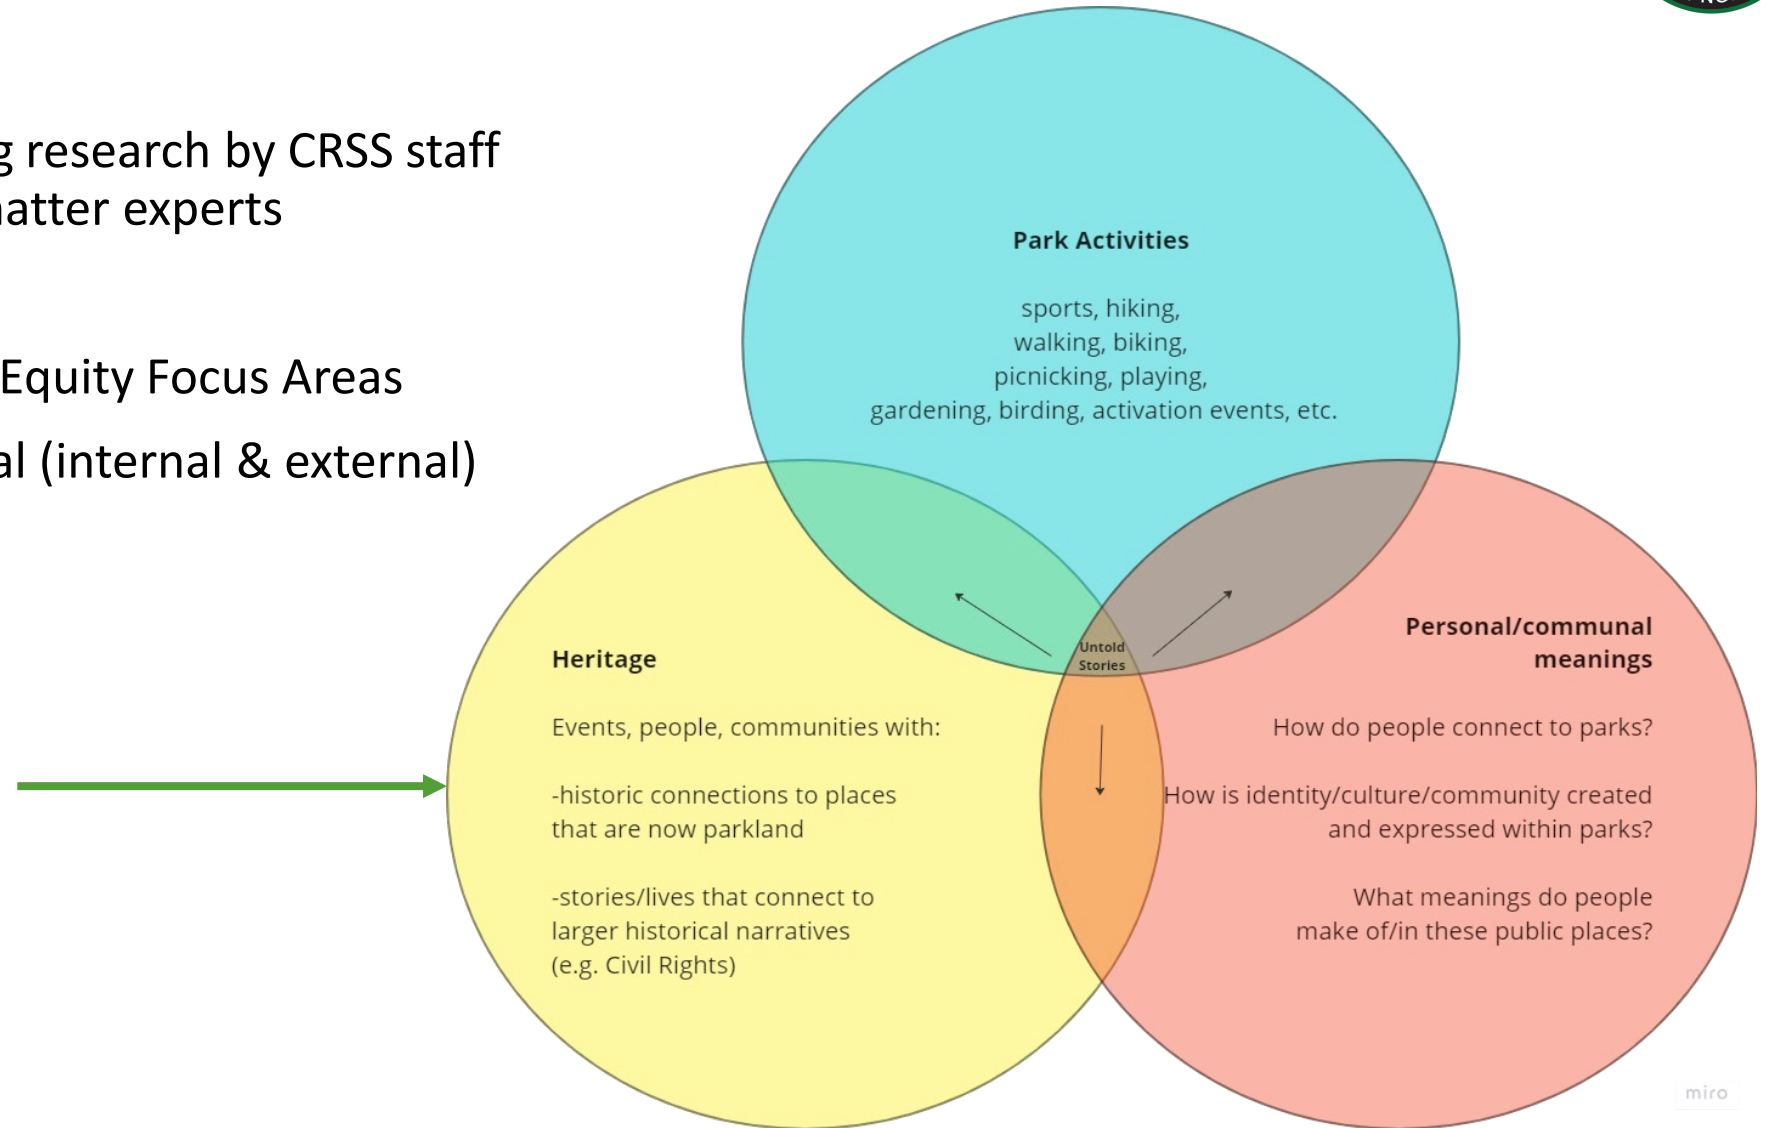 research by CRSS staff
experts
Equity Focus Areas
(internal & external)
Park Activities
sports, hiking,
walking, biking,
picnicking, playing,
gardening, birding, activation events, etc.
Untold
Stories
Heritage
Events, people, communities with:
-historic connections to places
that are now parkland
-stories/lives that connect to
larger historical narratives
(e.g. Civil Rights)
Personal/communal
meanings
How do people connect to parks?
How is identity/culture/community created
and expressed within parks?
What meanings do people
make of/in these public places?
miro